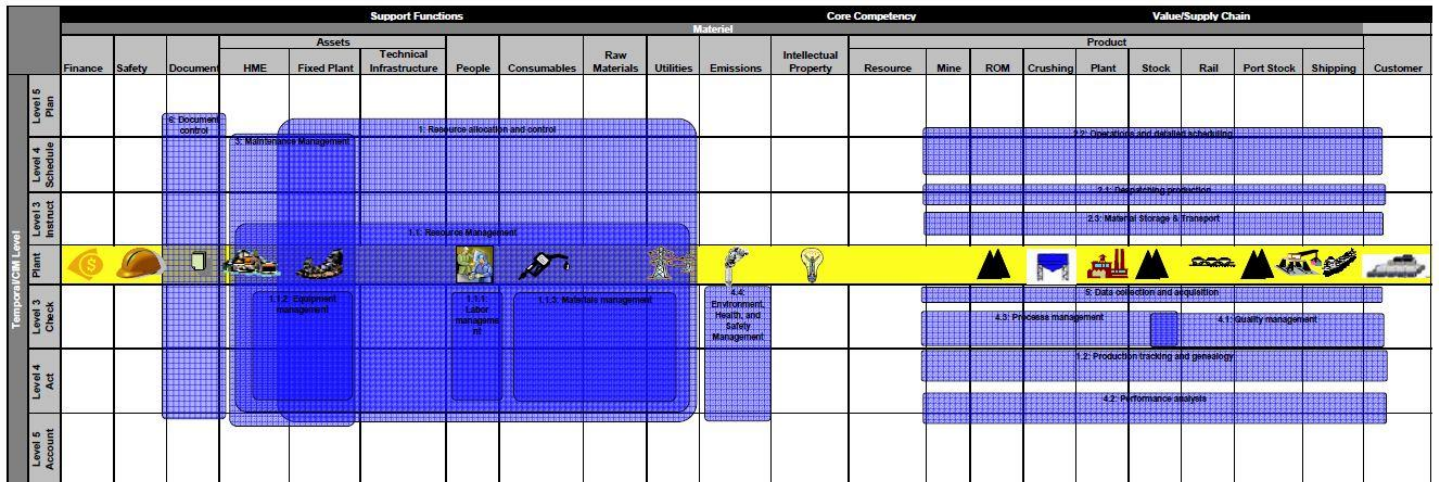 Support Functions Core Competency Value/Supply Chain
Materiel
Assets Product
Finance Safety Document HME Fixed Plant Technical Infrastructure People Consumables Raw Materials Utilities Emissions Intellectual Property Resource Mine ROM Crushing Plant Stock Rail Port Stock Shipping Customer
Temporal/CIM Level
Level 5 Plan
Level 4 Schedule
Level 3 Instruct
Plant
Level 3 Check
Level 4 Act
Level 5 Account
6: Document control
1: Resource allocation and control
3: Maintenance Management
2.2: Operations and detailed scheduling
2.1: Despatching production
2.3: Material Storage & Transport
1.1: Resource Management
$
1.1.2: Equipment management
1.1.1: Labor manageme nt
1.1.3: Materials management
4.4: Environment, Health, and Safety Management
5: Data collection and acquisition
4.3: Processs management
4.1: Quality management
1.2: Production tracking and genealogy
4.2: Performance analysis